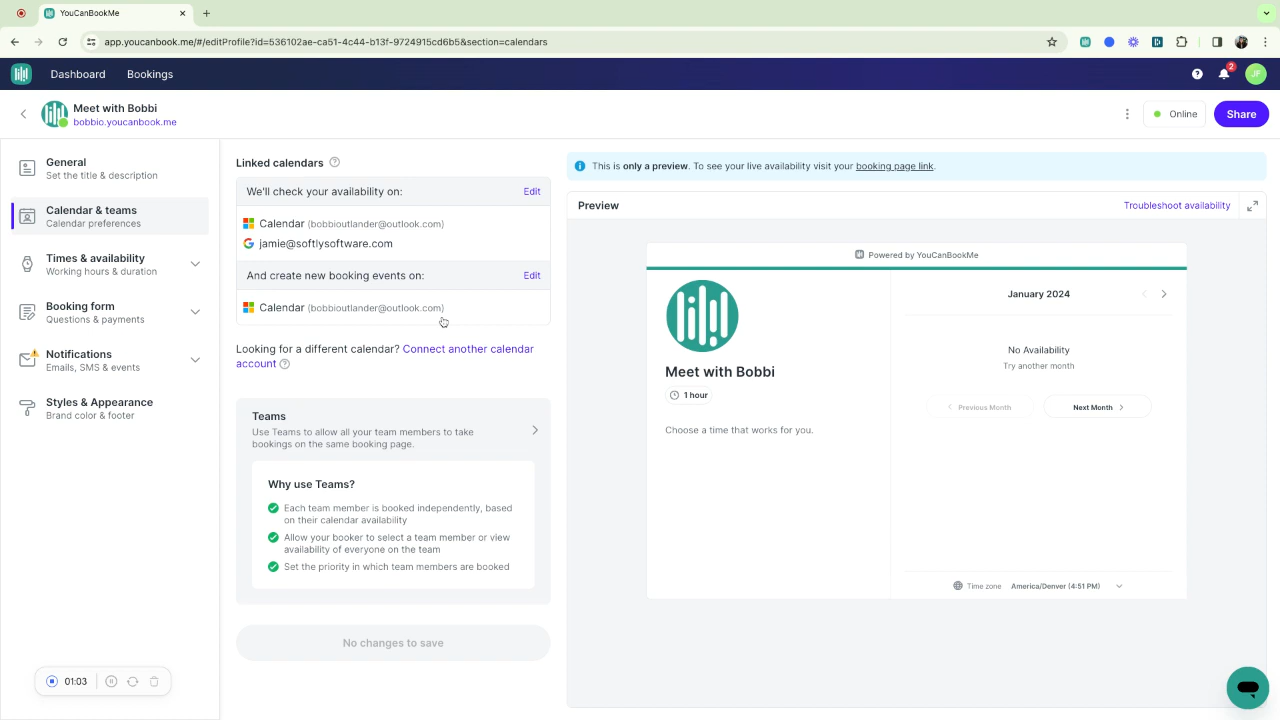 YouCanBookMe
app.youcanbook.me/#/editProfile?id=536102ae-ca51-4c44-b13f-9724915cd6b5&section=calendars
Dashboard
Bookings
2
JF
Meet with Bobbi
bobbio.youcanbook.me
Online
Share
General
Set the title & description
Calendar & teams
Calendar preferences
Times & availability
Working hours & duration
Booking form
Questions & payments
Notifications
Emails, SMS & events
Styles & Appearance
Brand color & footer
01:03
Linked calendars
We'll check your availability on:
Edit
Calendar (bobbioutlander@outlook.com)
jamie@softlysoftware.com
And create new booking events on:
Edit
Calendar (bobbioutlander@outlook.com)
Looking for a different calendar? Connect another calendar
account
Teams
Use Teams to allow all your team members to take
bookings on the same booking page.
Why use Teams?
Each team member is booked independently, based
on their calendar availability
Allow your booker to select a team member or view
availability of everyone on the team
Set the priority in which team members are booked
No changes to save
This is only a preview. To see your live availability visit your booking page link.
Preview
Troubleshoot availability
Powered by YouCanBookMe
Meet with Bobbi
1 hour
Choose a time that works for you.
January 2024
No Availability
Try another month
Previous Month
Next Month
Time zone America/Denver (4:51 PM)